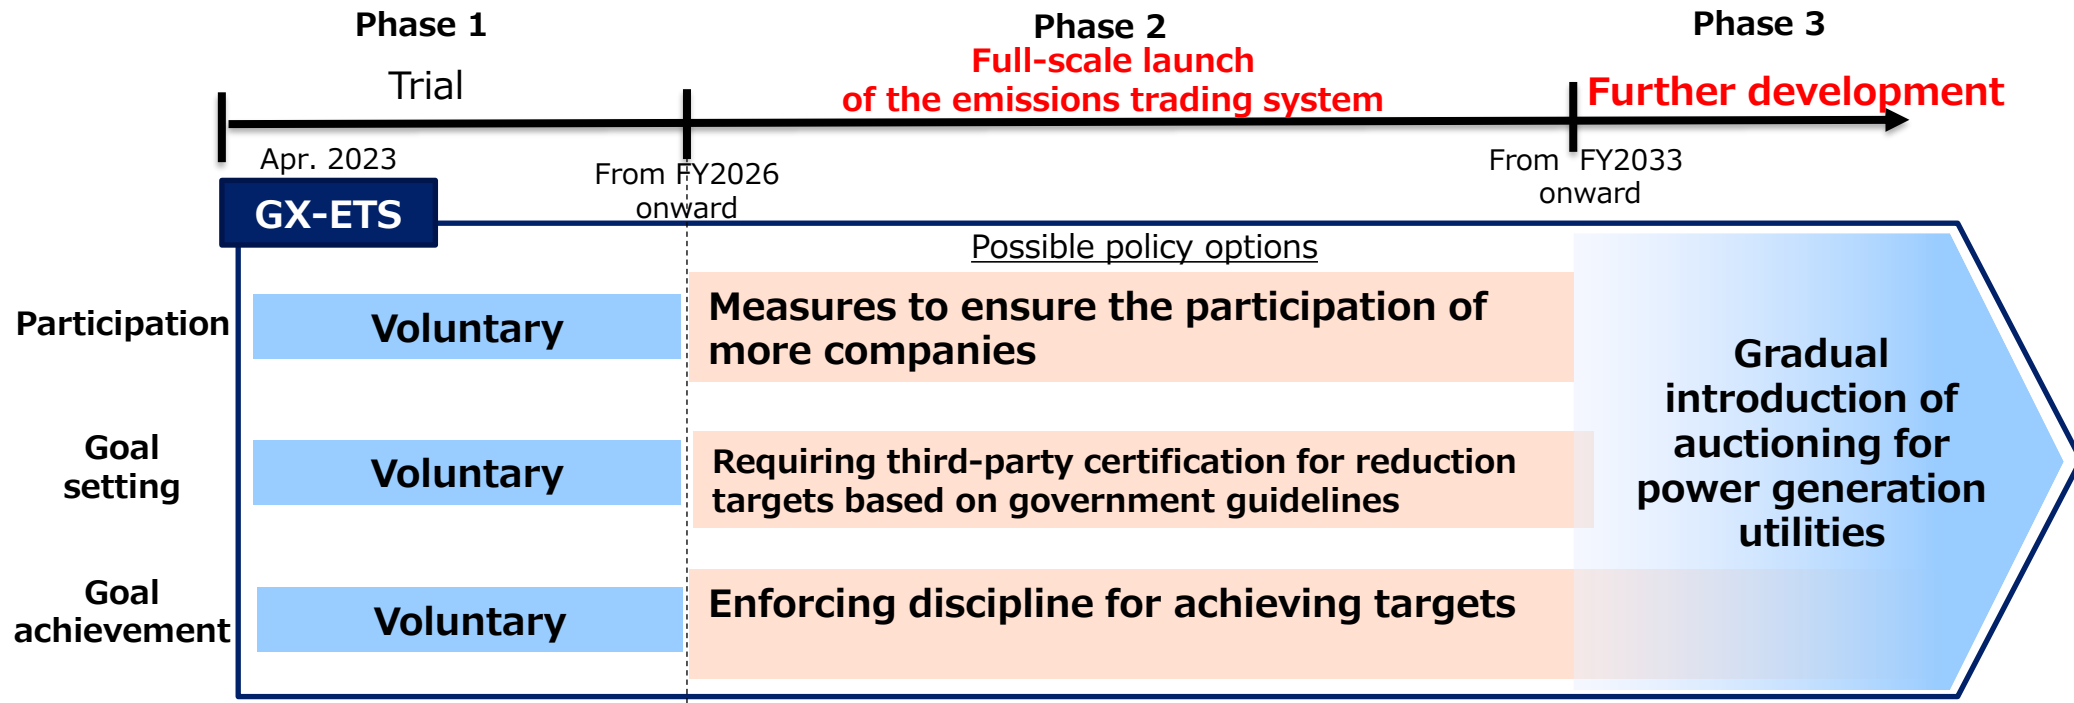 Phase 1
Phase 2
Phase 3
Trial
Full-scale launch
of the emissions trading system
Further development
Apr. 2023
From FY2026
onward
From FY2033
onward
GX-ETS
Possible policy options
Participation
Voluntary
Measures to ensure the participation of
more companies
Goal
setting
Voluntary
Requiring third-party certification for reduction
targets based on government guidelines
Goal
achievement
Voluntary
Enforcing discipline for achieving targets
Gradual
introduction of
auctioning for
power generation
utilities